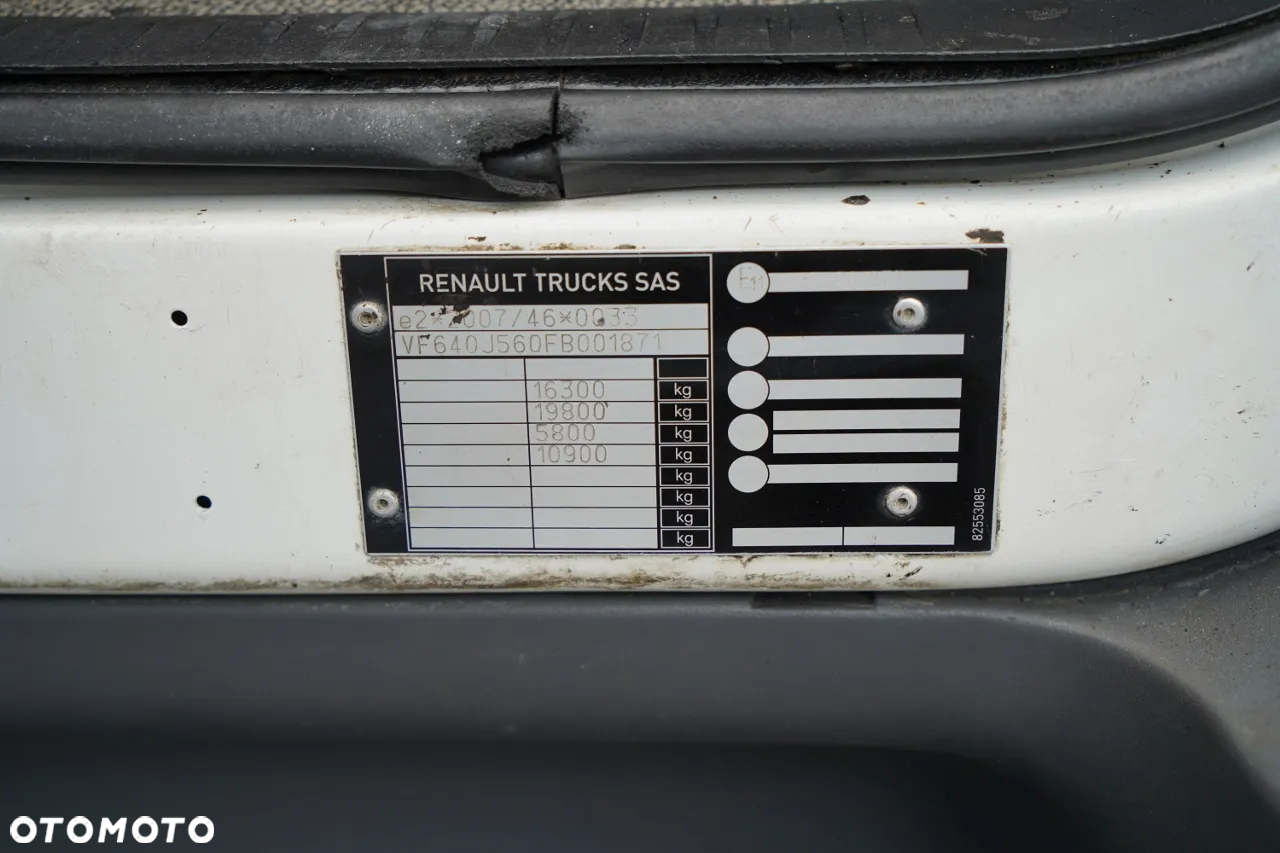 RENAULT TRUCKS SAS
E11
e2*2007/46*0033
VF640J560FB001871
16300 kg
19800 kg
5800 kg
10900 kg
kg
kg
kg
kg
82553085
OTOMOTO